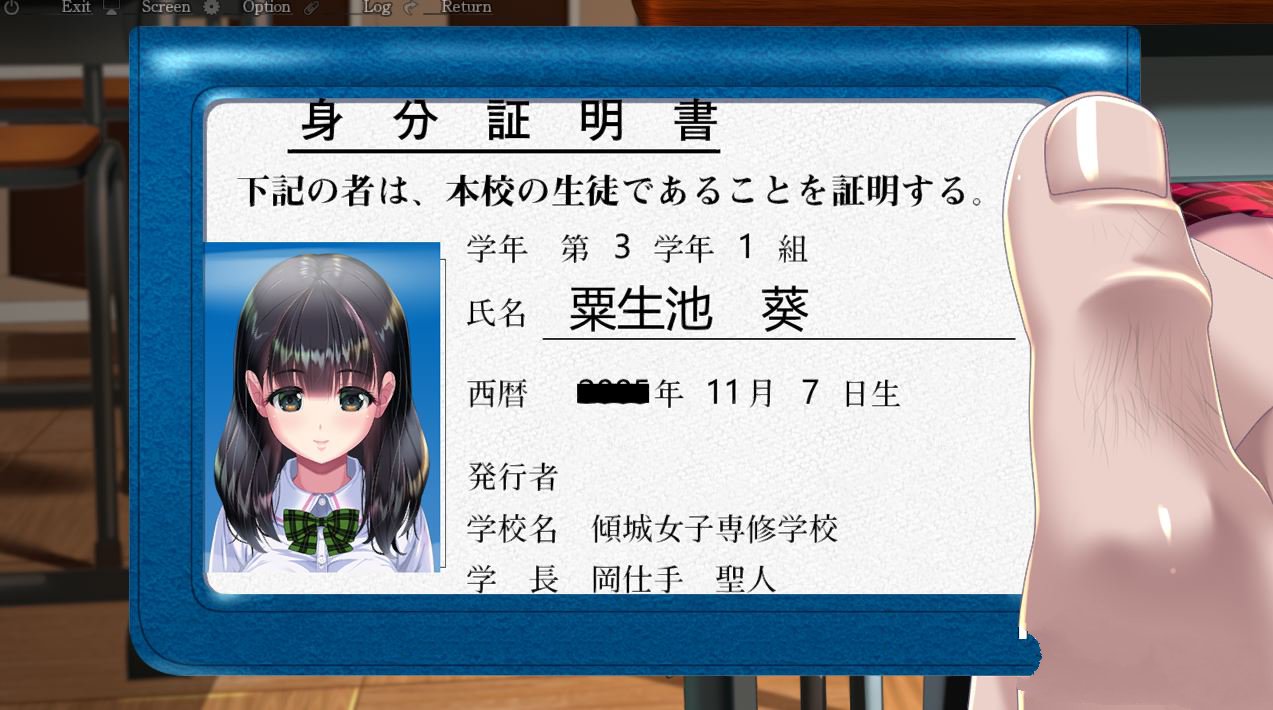 Exit Screen Option Log Return
身分証明書
下記の者は、本校の生徒であることを証明する。
学年 第 3 学年 1 組
氏名 粟生池 葵
西暦 年 11月 7 日生
発行者
学校名 傾城女子専修学校
学 長 岡仕手 聖人